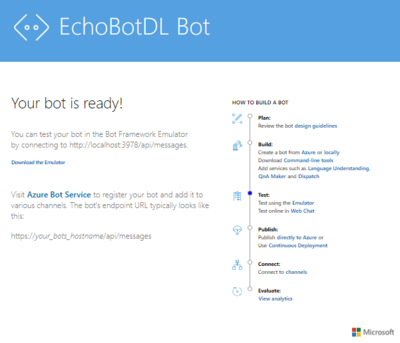 EchoBotDL Bot
Your bot is ready!
You can test your bot in the Bot Framework Emulator
by connecting to http://localhost:3978/api/messages.
Download the Emulator
Visit Azure Bot Service to register your bot and add it to
various channels. The bot's endpoint URL typically looks like
this:
https://your_bots_hostname/api/messages
HOW TO BUILD A BOT
Plan:
Review the bot design guidelines
Build:
Create a bot from Azure or locally
Download Command-line tools
Add services such as Language Understanding,
QnA Maker and Dispatch
Test:
Test using the Emulator
Test online in Web Chat
Publish:
Publish directly to Azure or
Use Continuous Deployment
Connect:
Connect to channels
Evaluate:
View analytics
Microsoft